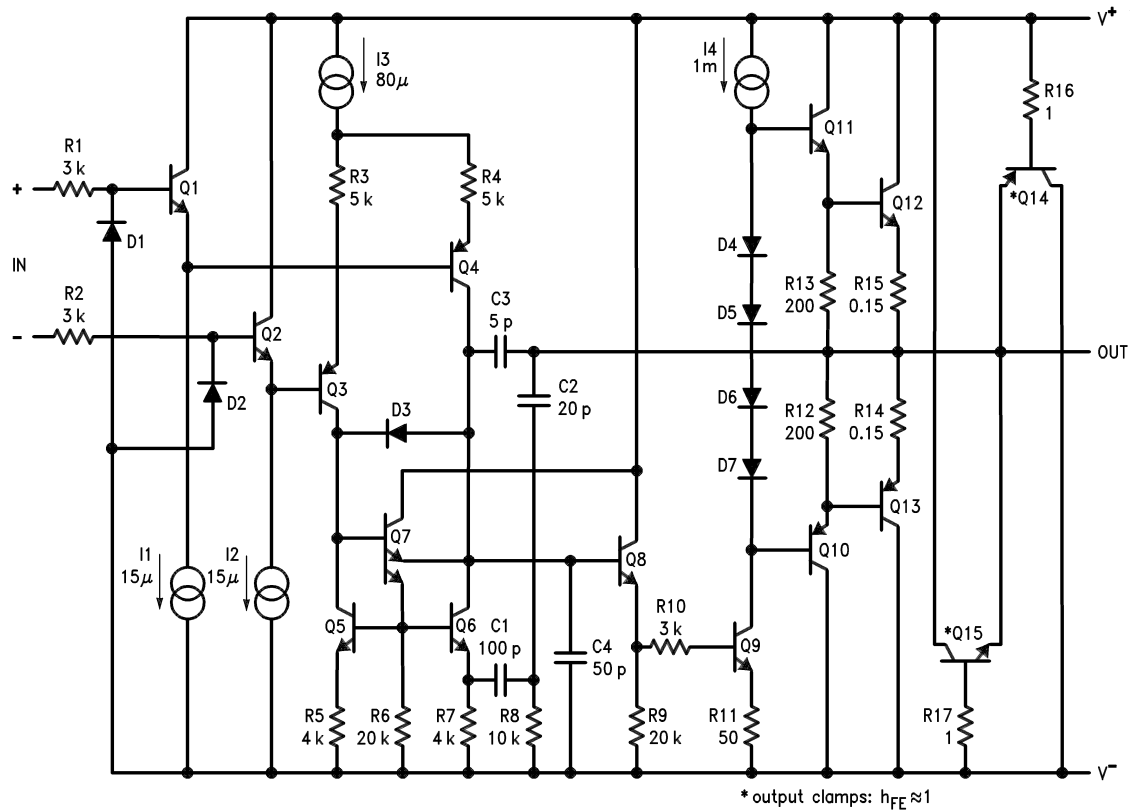 V+
I3
80µ
I4
1m
R16
1
R1
3 k
+
Q1
R3
5 k
R4
5 k
Q11
Q12
*Q14
D1
IN
Q4
D4
R13
200
R15
0.15
R2
3 k
-
Q2
C3
5 p
D5
OUT
Q3
D2
D3
C2
20 p
D6
R12
200
R14
0.15
D7
Q7
Q8
Q10
Q13
I1
15µ
I2
15µ
Q5
Q6
C1
100 p
C4
50 p
R10
3 k
Q9
*Q15
R5
4 k
R6
20 k
R7
4 k
R8
10 k
R9
20 k
R11
50
R17
1
V-
* output clamps: hFE≈1